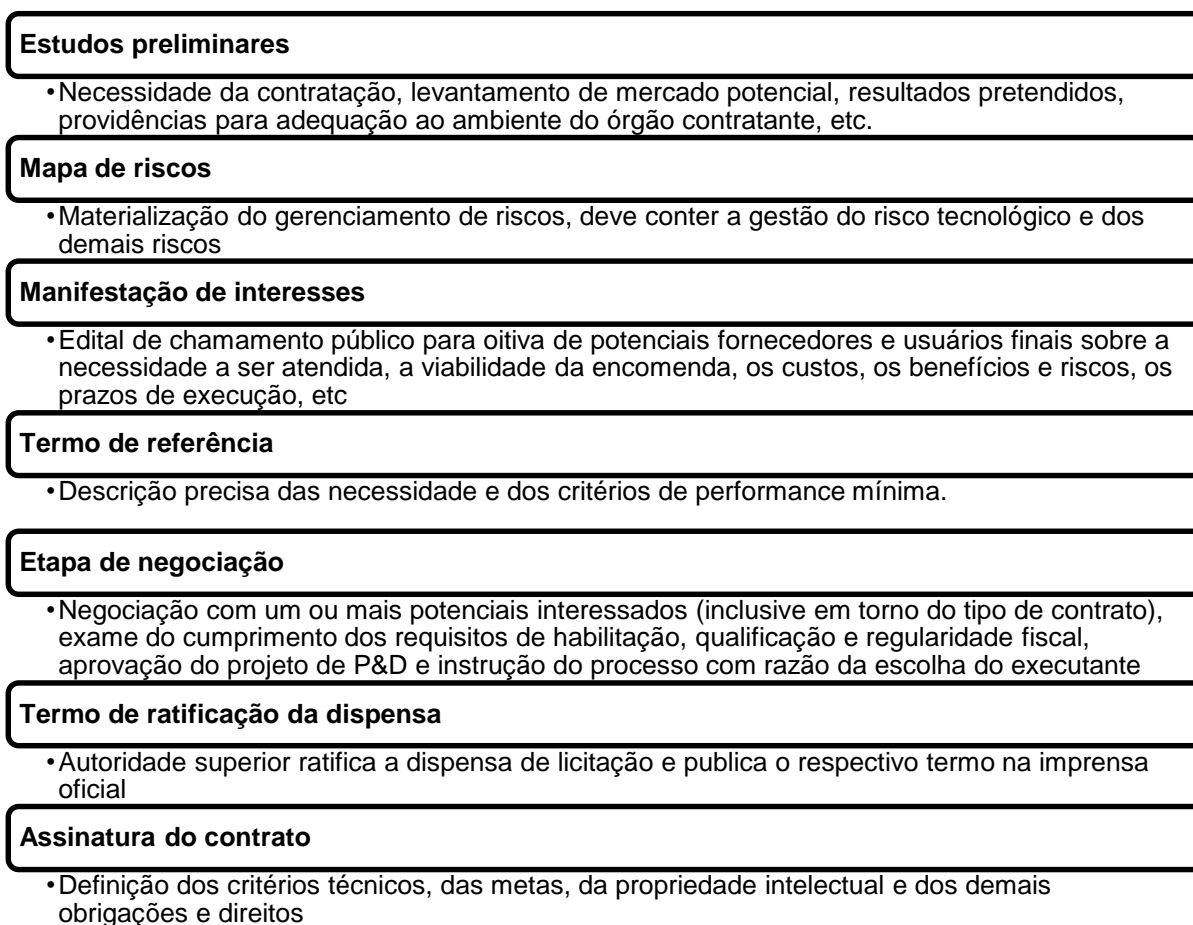 Estudos preliminares
•Necessidade da contratação, levantamento de mercado potencial, resultados pretendidos,
providências para adequação ao ambiente do órgão contratante, etc.
Mapa de riscos
•Materialização do gerenciamento de riscos, deve conter a gestão do risco tecnológico e dos
demais riscos
Manifestação de interesses
•Edital de chamamento público para oitiva de potenciais fornecedores e usuários finais sobre a
necessidade a ser atendida, a viabilidade da encomenda, os custos, os benefícios e riscos, os
prazos de execução, etc
Termo de referência
•Descrição precisa das necessidade e dos critérios de performance mínima.
Etapa de negociação
•Negociação com um ou mais potenciais interessados (inclusive em torno do tipo de contrato),
exame do cumprimento dos requisitos de habilitação, qualificação e regularidade fiscal,
aprovação do projeto de P&D e instrução do processo com razão da escolha do executante
Termo de ratificação da dispensa
•Autoridade superior ratifica a dispensa de licitação e publica o respectivo termo na imprensa
oficial
Assinatura do contrato
•Definição dos critérios técnicos, das metas, da propriedade intelectual e dos demais
obrigações e direitos